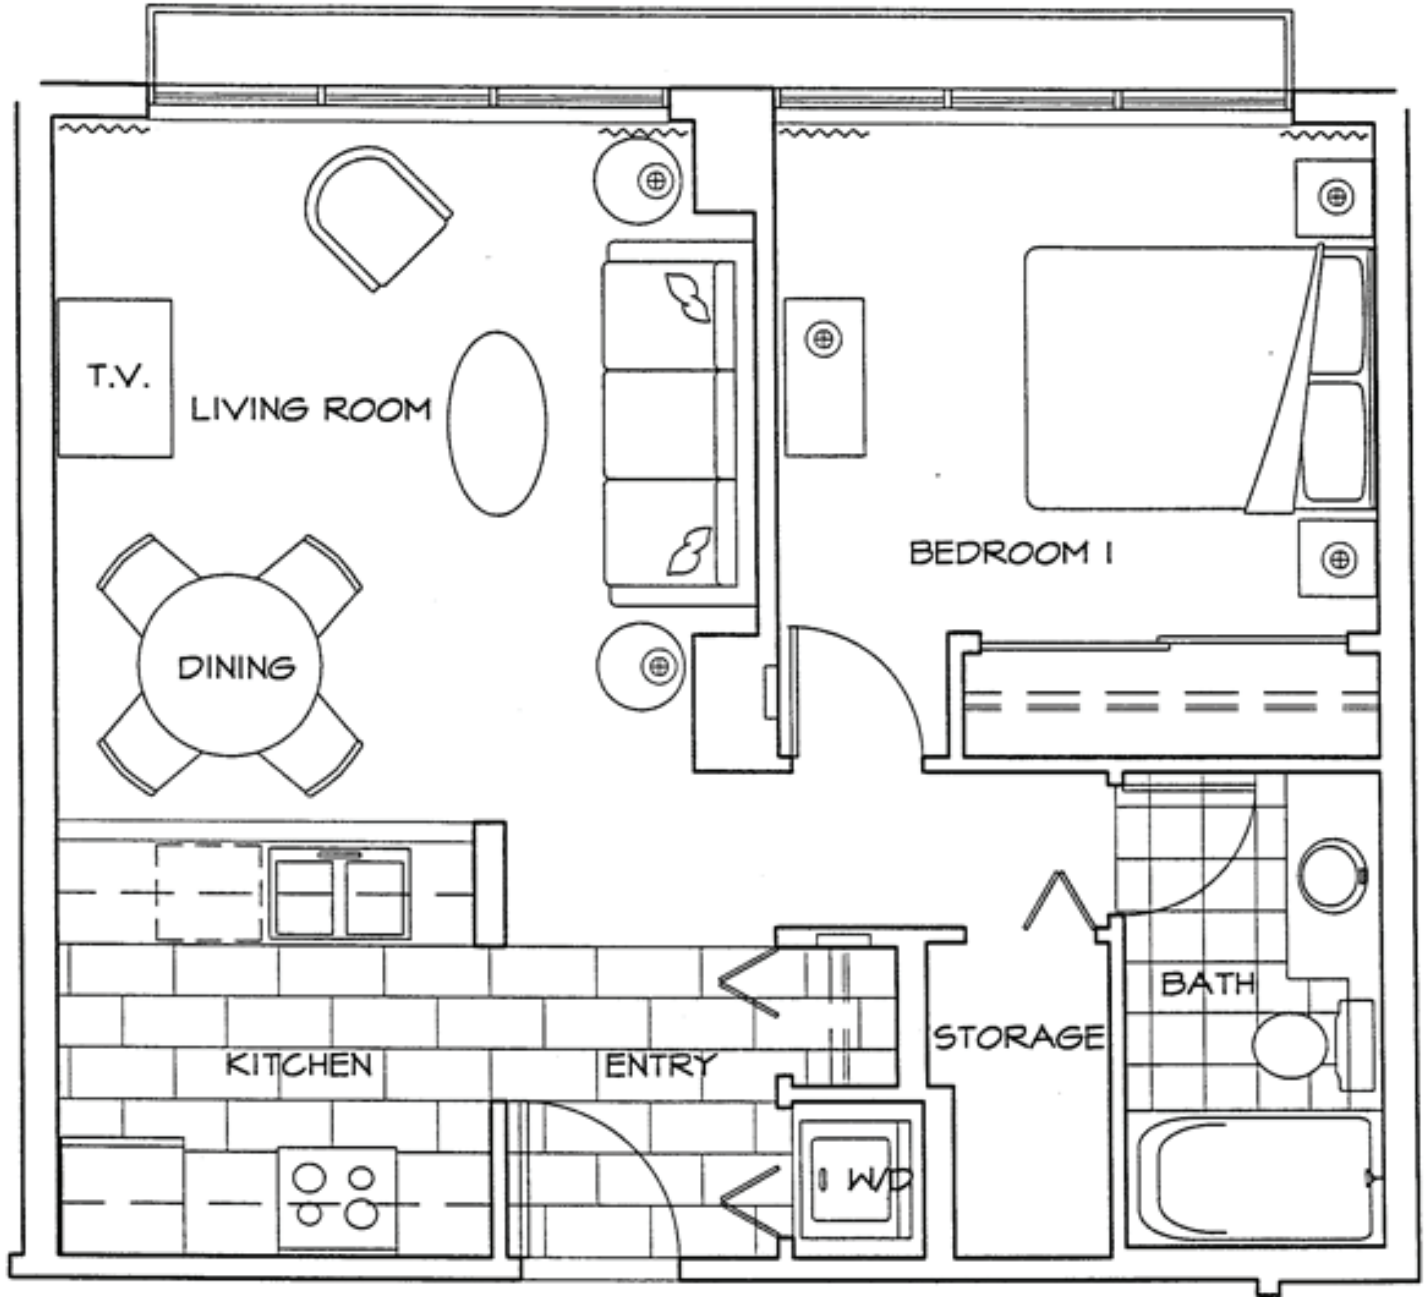 T.V.
LIVING ROOM
BEDROOM 1
DINING
BATH
STORAGE
KITCHEN
ENTRY
W/D